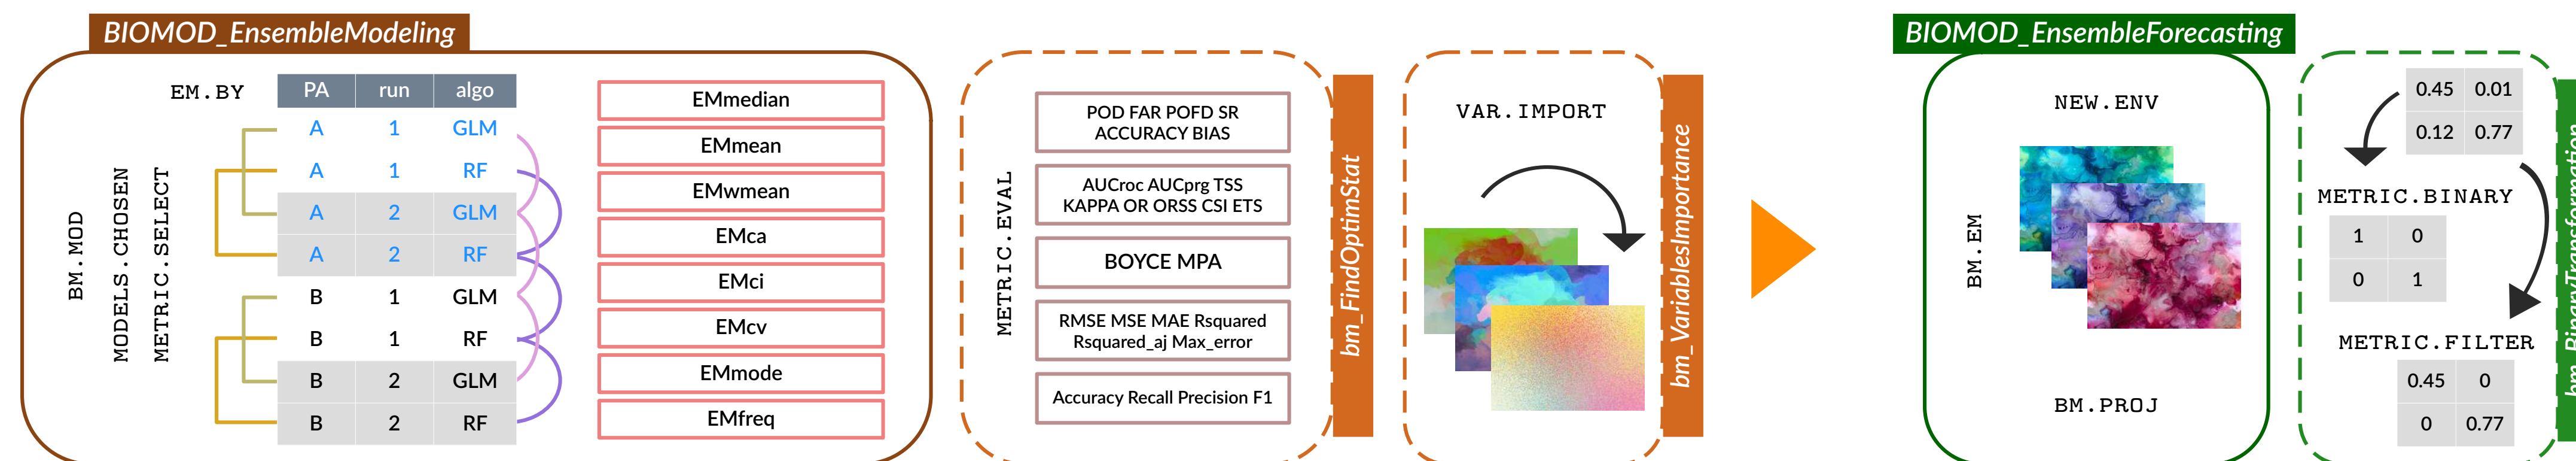 BIOMOD_EnsembleModeling
BM.MOD
MODELS.CHOSEN
METRIC.SELECT
EM.BY
PA run algo
A 1 GLM
A 1 RF
A 2 GLM
A 2 RF
B 1 GLM
B 1 RF
B 2 GLM
B 2 RF
EMmedian
EMmean
EMwmean
EMca
EMci
EMcv
EMmode
EMfreq
METRIC.EVAL
POD FAR POFD SR
ACCURACY BIAS
AUCroc AUCprg TSS
KAPPA OR ORSS CSI ETS
BOYCE MPA
RMSE MSE MAE Rsquared
Rsquared_aj Max_error
Accuracy Recall Precision F1
bm_FindOptimStat
VAR.IMPORT
bm_VariablesImportance
BIOMOD_EnsembleForecasting
BM.EM
NEW.ENV
BM.PROJ
0.45 0.01
0.12 0.77
METRIC.BINARY
1 0
0 1
METRIC.FILTER
0.45 0
0 0.77
bm_BinaryTransformation